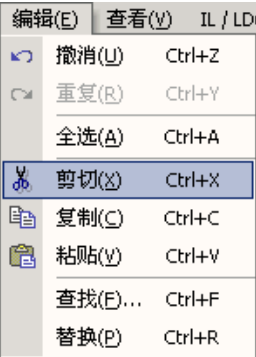 编辑(E) 查看(V) IL / LD
撤消(U) Ctrl+Z
重复(R) Ctrl+Y
全选(A) Ctrl+A
剪切(X) Ctrl+X
复制(C) Ctrl+C
粘贴(V) Ctrl+V
查找(F)... Ctrl+F
替换(P) Ctrl+R